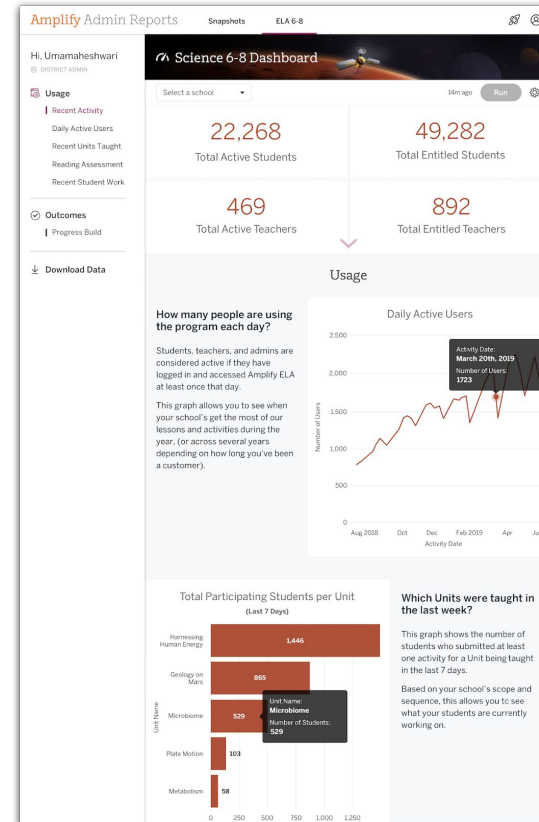 Amplify Admin Reports
Snapshots
ELA 6-8
Hi, Umamaheshwari
DISTRICT ADMIN
Usage
Recent Activity
Daily Active Users
Recent Units Taught
Reading Assessment
Recent Student Work
Outcomes
Progress Build
Download Data
Science 6-8 Dashboard
Select a school
14m ago
Run
22,268
Total Active Students
49,282
Total Entitled Students
469
Total Active Teachers
892
Total Entitled Teachers
Usage
How many people are using
the program each day?
Students, teachers, and admins are
considered active if they have
logged in and accessed Amplify ELA
at least once that day.
This graph allows you to see when
your school's get the most of our
lessons and activities during the
year, (or across several years
depending on how long you've been
a customer).
Daily Active Users
2,500
2,000
1,500
1,000
500
0
Number of Users
Activity Date:
March 20th, 2019
Number of Users:
1723
Aug 2018
Oct
Dec
Feb 2019
Apr
Ju
Activity Date
Total Participating Students per Unit
(Last 7 Days)
Unit Name
Harnessing
Human Energy
1,446
Geology on
Mars
865
Microbiome
529
Unit Name:
Microbiome
Number of Students:
529
Plate Motion
103
Metabolism
58
0
250
500
750
1,000
1,250
Which Units were taught in
the last week?
This graph shows the number of
students who submitted at least
one activity for a Unit being taught
in the last 7 days.
Based on your school's scope and
sequence, this allows you to see
what your students are currently
working on.